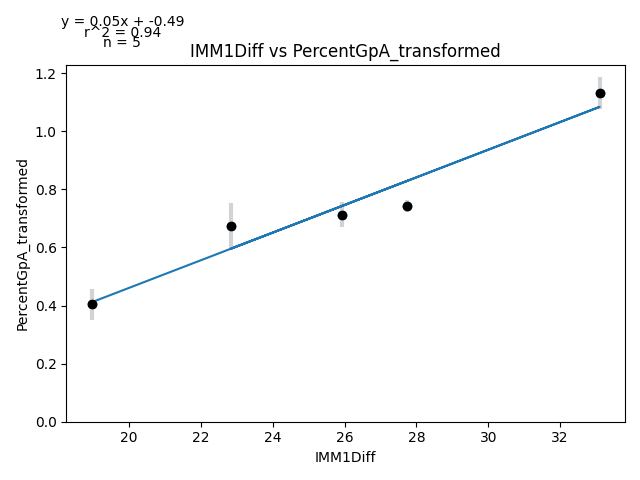 y = 0.05x + -0.49
r^2 = 0.94
n = 5
IMM1Diff vs PercentGpA_transformed
1.2
1.0
0.8
0.6
0.4
0.2
0.0
PercentGpA_transformed
20 22 24 26 28 30 32
IMM1Diff